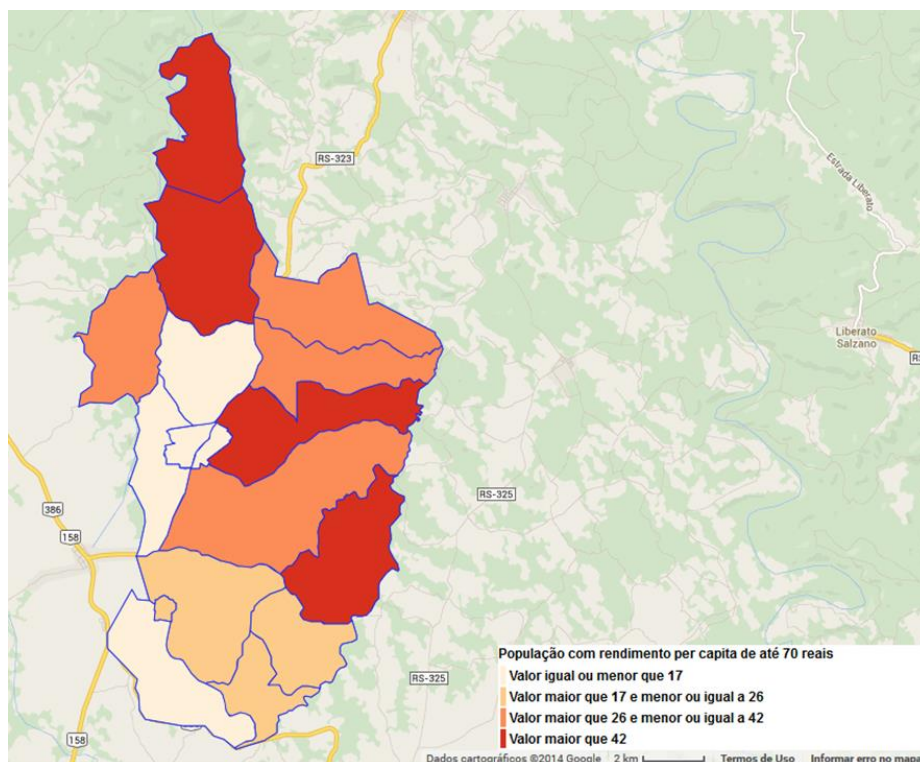 RS-323
Estrada Liberato
Liberato
Salzano
RS
386
158
RS-325
RS-325
158
População com rendimento per capita de até 70 reais
Valor igual ou menor que 17
Valor maior que 17 e menor ou igual a 26
Valor maior que 26 e menor ou igual a 42
Valor maior que 42
Dados cartográficos ©2014 Google 2 km Termos de Uso Informar erro no mapa